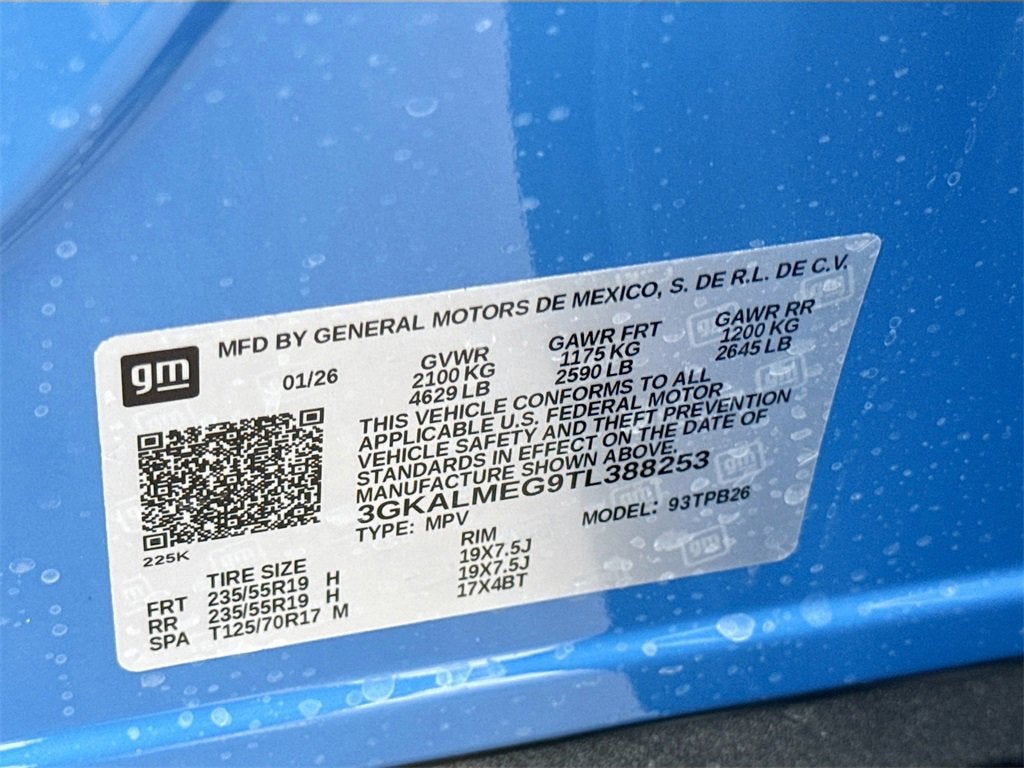 gm
MFD BY GENERAL MOTORS DE MEXICO, S. DE R.L. DE C.V.
01/26
GVWR GAWR FRT GAWR RR
2100 KG 1175 KG 1200 KG
4629 LB 2590 LB 2645 LB
THIS VEHICLE CONFORMS TO ALL
APPLICABLE U.S. FEDERAL MOTOR
VEHICLE SAFETY AND THEFT PREVENTION
STANDARDS IN EFFECT ON THE DATE OF
MANUFACTURE SHOWN ABOVE.
3GKALMEG9TL388253
TYPE: MPV MODEL: 93TPB26
225K
TIRE SIZE RIM
FRT 235/55R19 H 19X7.5J
RR 235/55R19 H 19X7.5J
SPA T125/70R17 M 17X4BT